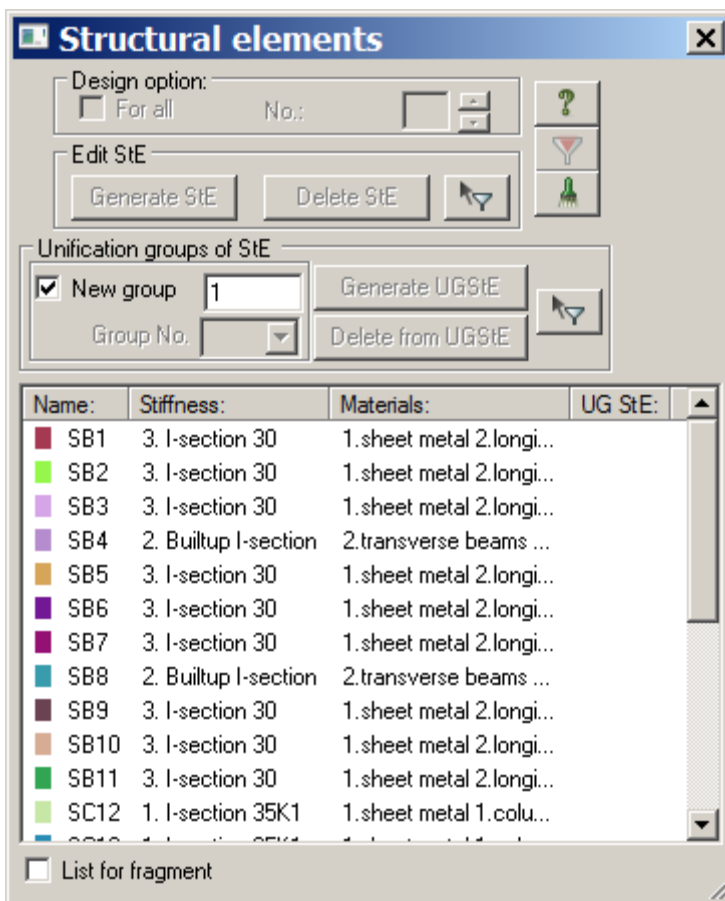 Structural elements
Design option:
For all No.:
Edit StE
Generate StE Delete StE
Unification groups of StE
New group 1 Generate UGStE
Group No. Delete from UGStE
Name: Stiffness: Materials: UG StE:
SB1 3. I-section 30 1.sheet metal 2.longi...
SB2 3. I-section 30 1.sheet metal 2.longi...
SB3 3. I-section 30 1.sheet metal 2.longi...
SB4 2. Builtup I-section 2.transverse beams ...
SB5 3. I-section 30 1.sheet metal 2.longi...
SB6 3. I-section 30 1.sheet metal 2.longi...
SB7 3. I-section 30 1.sheet metal 2.longi...
SB8 2. Builtup I-section 2.transverse beams ...
SB9 3. I-section 30 1.sheet metal 2.longi...
SB10 3. I-section 30 1.sheet metal 2.longi...
SB11 3. I-section 30 1.sheet metal 2.longi...
SC12 1. I-section 35K1 1.sheet metal 1.colu...
List for fragment